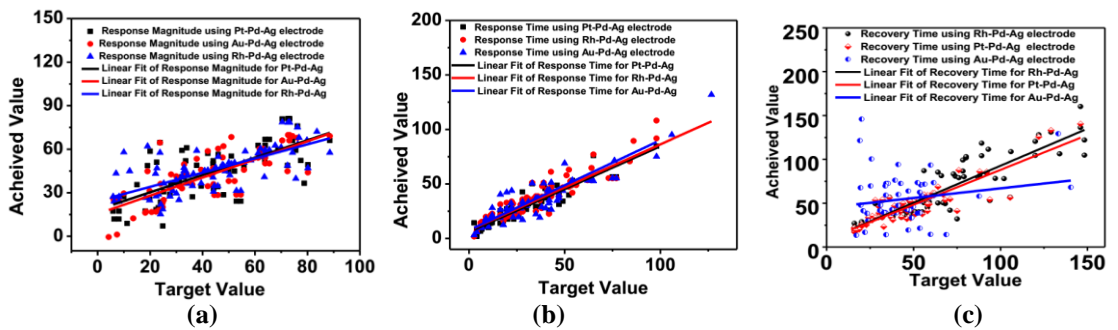 150
120
90
60
30
0
0
20
40
60
80
100
Acheived Value
Target Value
Response Magnitude using Pt-Pd-Ag electrode
Response Magnitude using Au-Pd-Ag electrode
Response Magnitude using Rh-Pd-Ag electrode
Linear Fit of Response Magnitude for Pt-Pd-Ag
Linear Fit of Response Magnitude for Au-Pd-Ag
Linear Fit of Response Magnitude for Rh-Pd-Ag
(a)
200
150
100
50
0
0
50
100
150
Acheived Value
Target Value
Response Time using Pt-Pd-Ag electrode
Response Time using Rh-Pd-Ag electrode
Response Time using Au-Pd-Ag electrode
Linear Fit of Response Time for Pt-Pd-Ag
Linear Fit of Response Time for Rh-Pd-Ag
Linear Fit of Response Time for Au-Pd-Ag
(b)
250
200
150
100
50
0
0
50
100
150
Acheived Value
Target Value
Recovery Time using Rh-Pd-Ag electrode
Recovery Time using Pt-Pd-Ag electrode
Recovery Time using Au-Pd-Ag electrode
Linear Fit of Recovery Time for Rh-Pd-Ag
Linear Fit of Recovery Time for Pt-Pd-Ag
Linear Fit of Recovery Time for Au-Pd-Ag
(c)